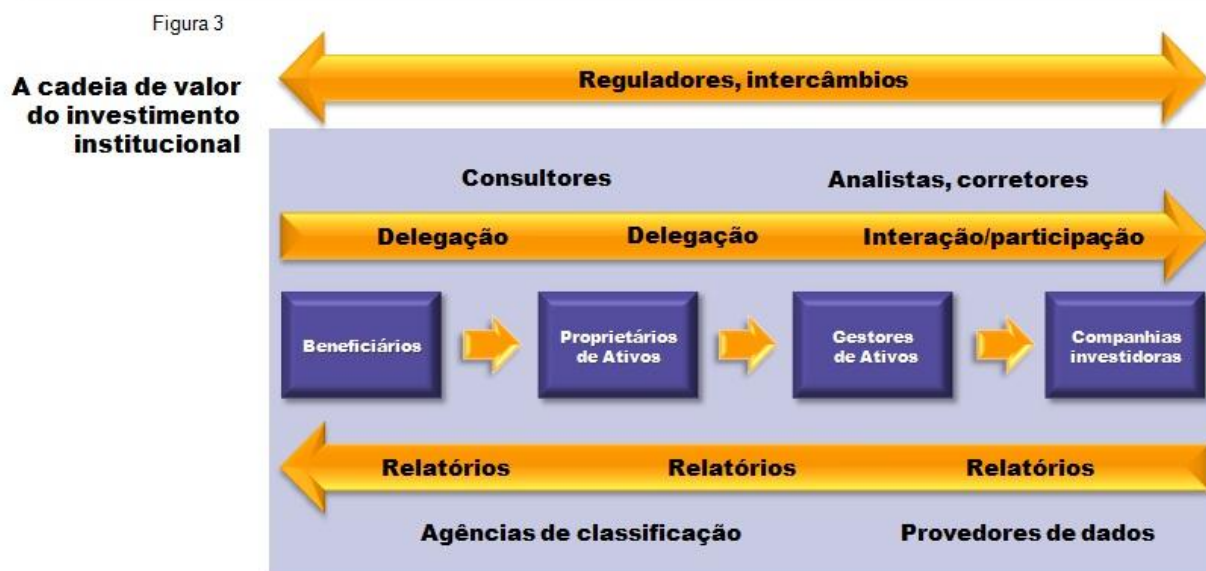 Figura 3
A cadeia de valor
do investimento
institucional
Reguladores, intercâmbios
Consultores
Analistas, corretores
Delegação
Delegação
Interação/participação
Beneficiários
Proprietários
de Ativos
Gestores
de Ativos
Companhias
investidoras
Relatórios
Relatórios
Relatórios
Agências de classificação
Provedores de dados